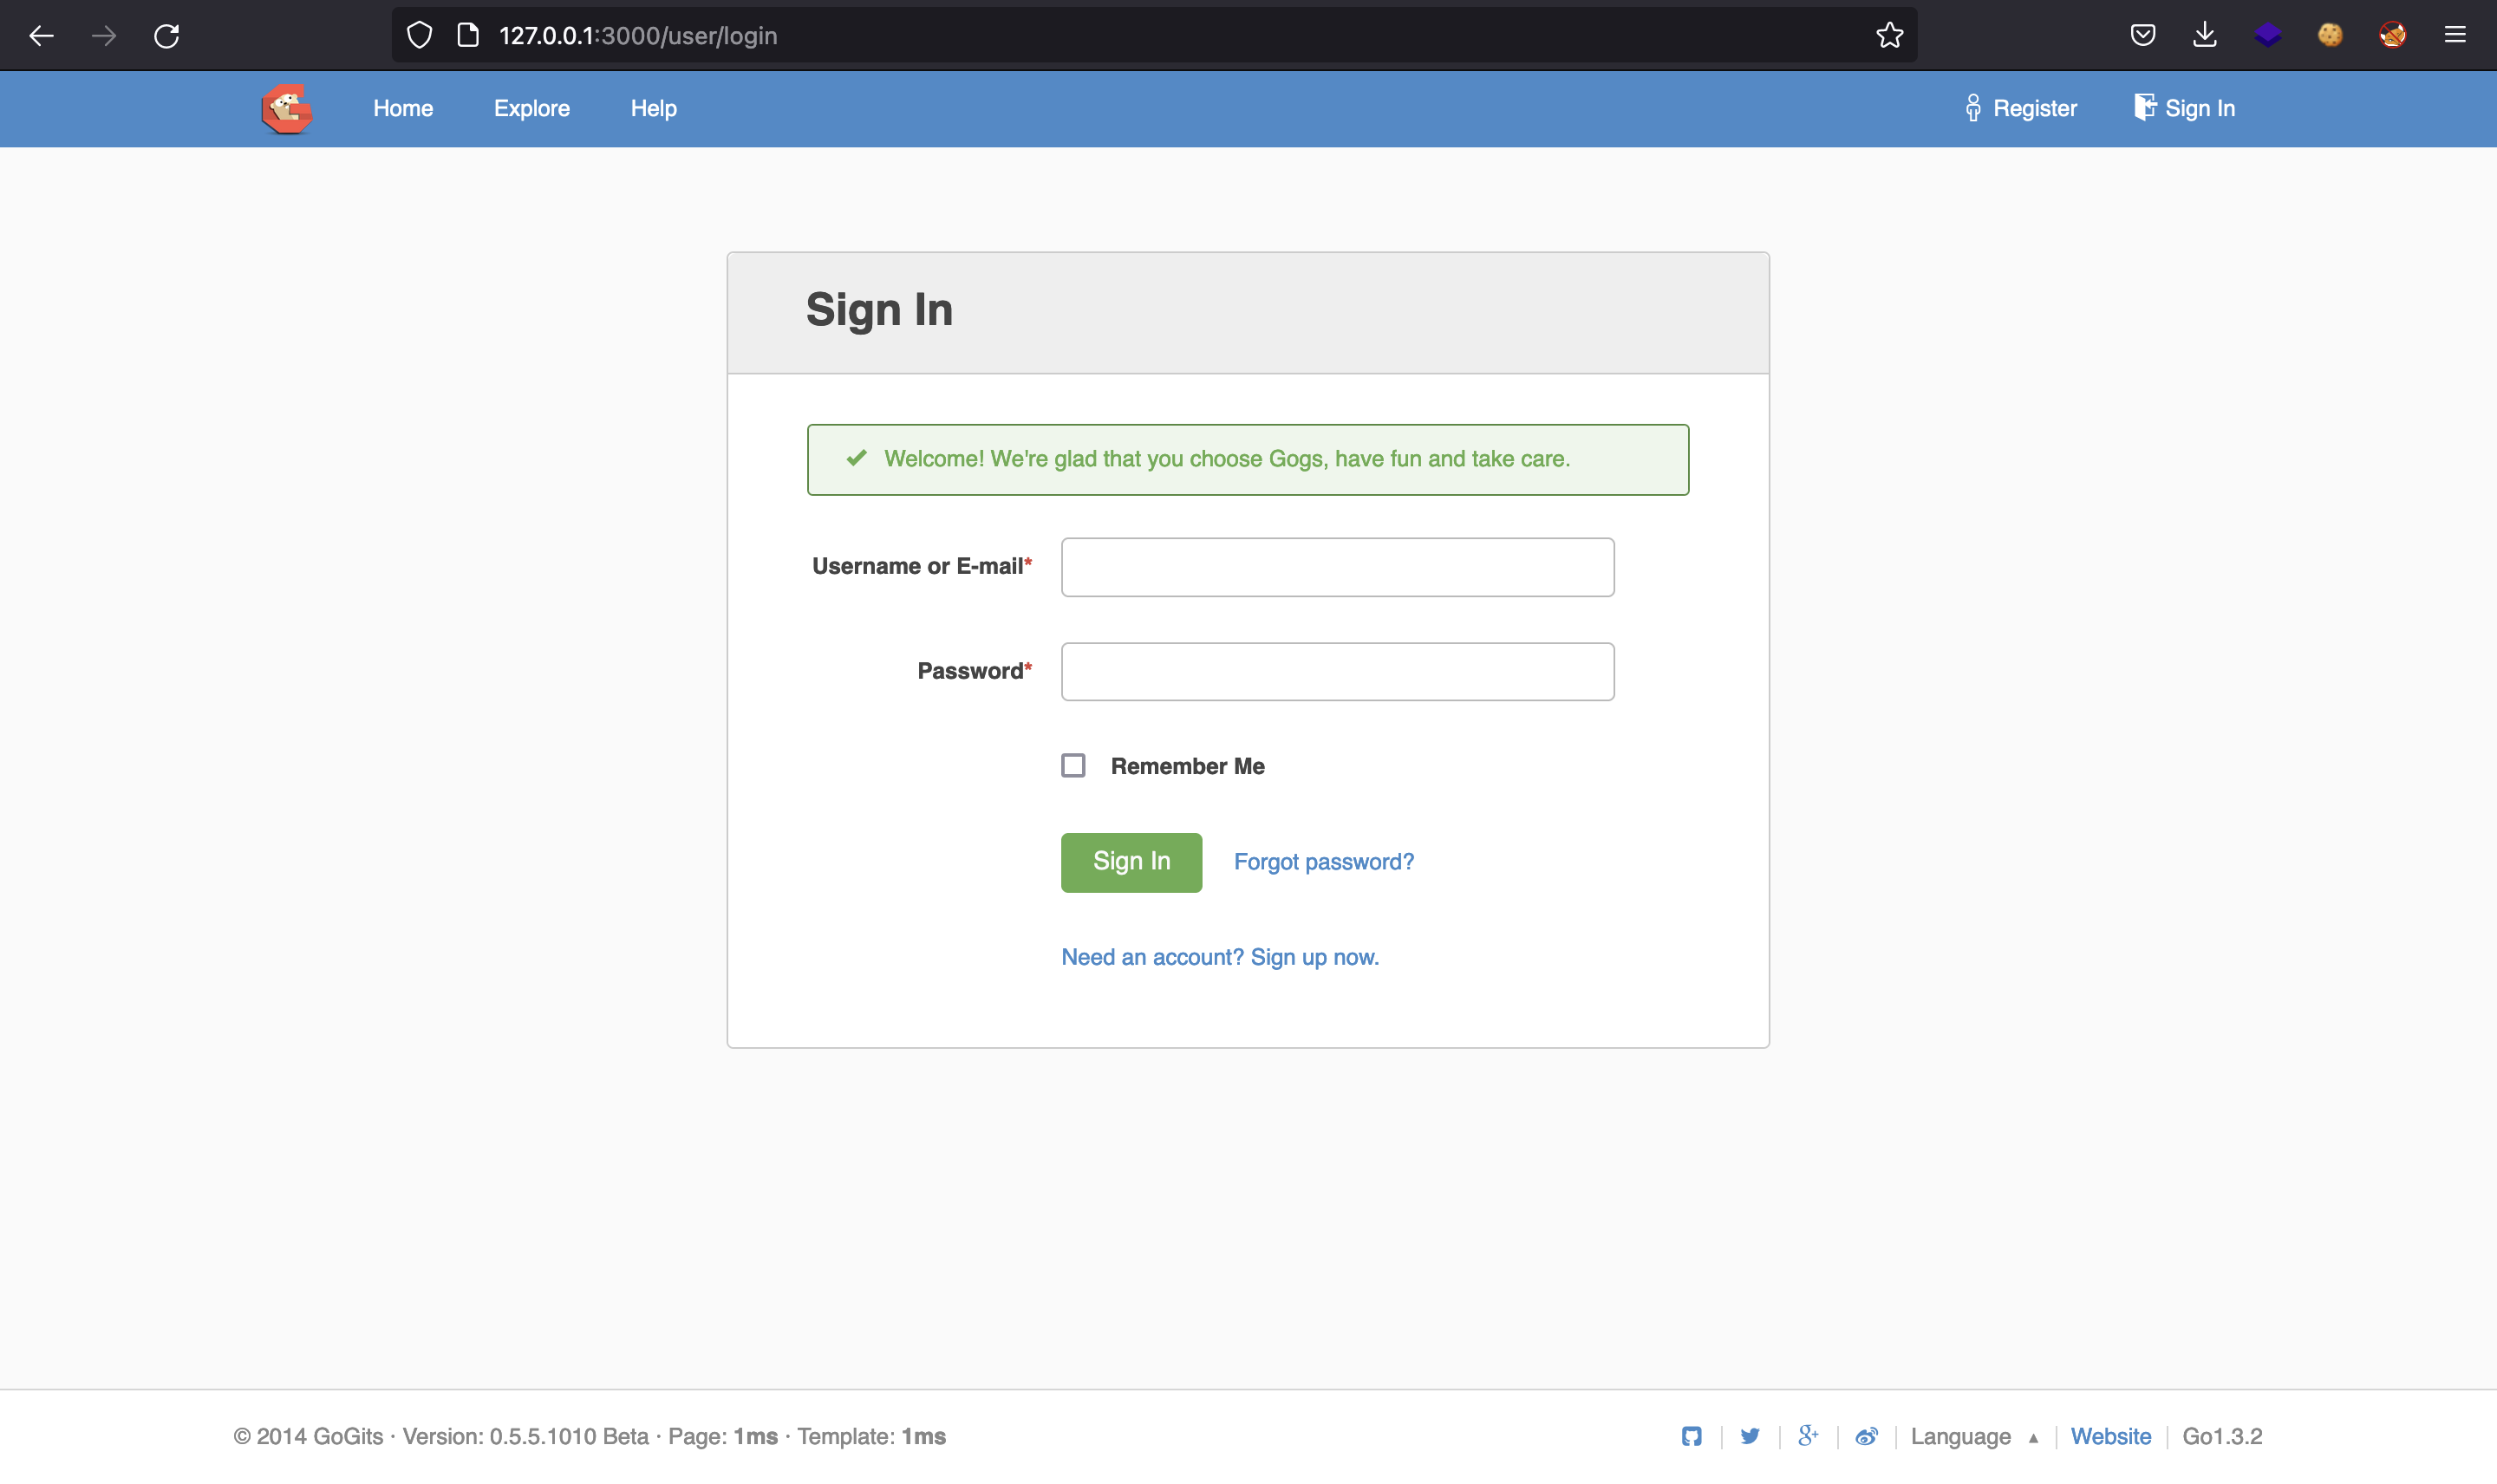 127.0.0.1:3000/user/login
Home Explore Help Register Sign In
Sign In
Welcome! We're glad that you choose Gogs, have fun and take care.
Username or E-mail*
Password*
Remember Me
Sign In Forgot password?
Need an account? Sign up now.
© 2014 GoGits · Version: 0.5.5.1010 Beta · Page: 1ms · Template: 1ms Language ▲ Website Go1.3.2